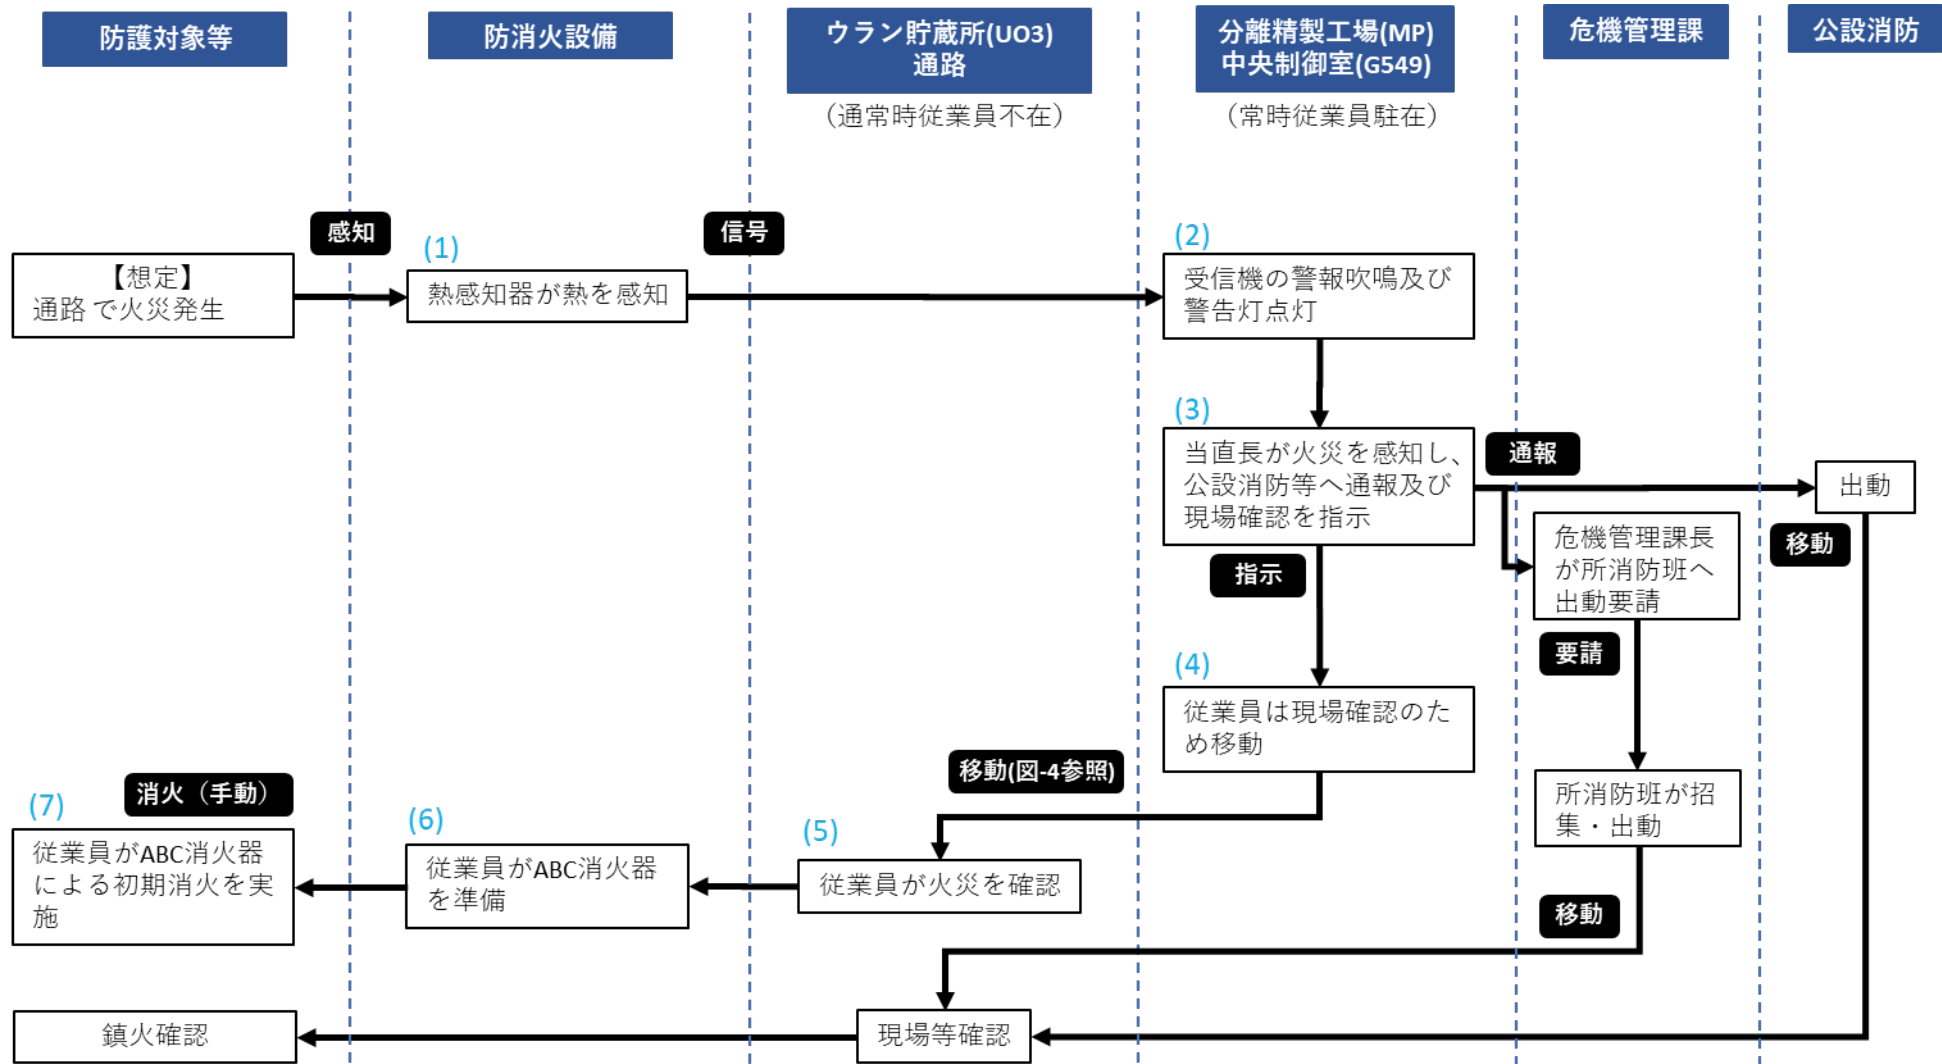 防護対象等
防消火設備
ウラン貯蔵所(UO3)
通路
(通常時従業員不在)
分離精製工場(MP)
中央制御室(G549)
(常時従業員駐在)
危機管理課
公設消防
感知
信号
【想定】
通路で火災発生
(1)
熱感知器が熱を感知
(2)
受信機の警報吹鳴及び
警告灯点灯
(3)
当直長が火災を感知し、
公設消防等へ通報及び
現場確認を指示
通報
出動
危機管理課長
が所消防班へ
出動要請
移動
指示
要請
(4)
従業員は現場確認のた
め移動
移動(図-4参照)
所消防班が招
集・出動
消火（手動）
(7)
従業員がABC消火器
による初期消火を実
施
(6)
従業員がABC消火器
を準備
(5)
従業員が火災を確認
移動
鎮火確認
現場等確認